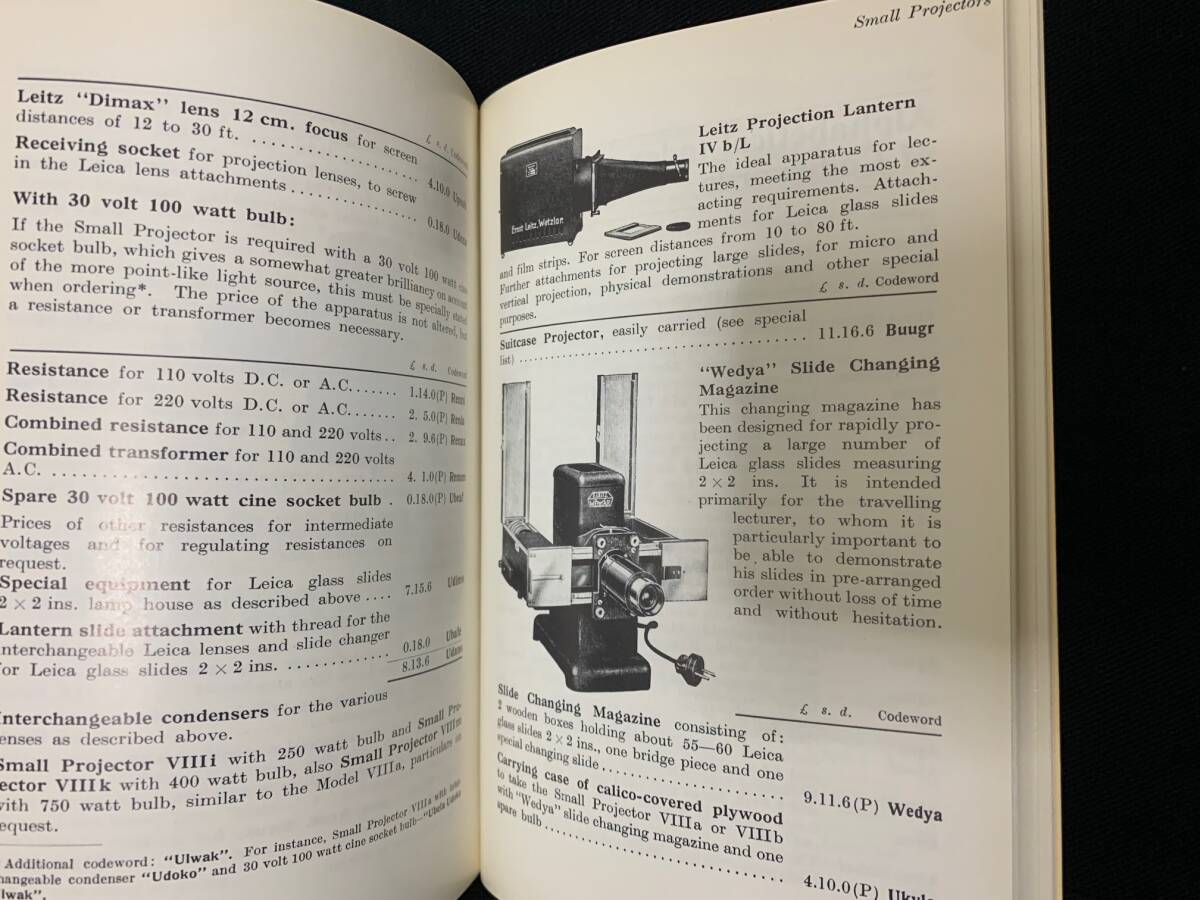 Leitz "Dimax" lens 12 cm. focus for screen
distances of 12 to 30 ft. ....................
£ s. d. Codeword
4.10.0
Receiving socket for projection lenses, to screw
in the Leica lens attachments ..................
0.18.0
With 30 volt 100 watt bulb:
If the Small Projector is required with a 30 volt 100 watt cine
socket bulb, which gives a somewhat greater brilliancy on account
of the more point-like light source, this must be specially stated
when ordering*. The price of the apparatus is not altered, but
a resistance or transformer becomes necessary.
£ s. d. Codeword
Resistance for 110 volts D.C. or A.C....... 1.14.0(P)
Resistance for 220 volts D.C. or A.C....... 2. 5.0(P)
Combined resistance for 110 and 220 volts.. 2. 9.6(P)
Combined transformer for 110 and 220 volts
A.C. ........................................ 4. 1.0(P)
Spare 30 volt 100 watt cine socket bulb . 0.18.0(P)
Prices of other resistances for intermediate
voltages and for regulating resistances on
request.
Special equipment for Leica glass slides
2 × 2 ins. lamp house as described above .... 7.15.6
Lantern slide attachment with thread for the
interchangeable Leica lenses and slide changer
for Leica glass slides 2 × 2 ins. ............. 0.18.0
8.13.6
Interchangeable condensers for the various
lenses as described above.
Small Projector VIIIi with 250 watt bulb and Small Pro-
jector VIIIk with 400 watt bulb, also Small Projector VIIIm
with 750 watt bulb, similar to the Model VIIIa, particulars on
request.
Additional codeword: "Ulwak". For instance, Small Projector VIIIa with
changeable condenser "Udoko" and 30 volt 100 watt cine socket bulb—"Ubela Udoko
Ulwak".
Small Projectors
Leitz Projection Lantern
IV b/L
The ideal apparatus for lec-
tures, meeting the most ex-
acting requirements. Attach-
ments for Leica glass slides
and film strips. For screen distances from 10 to 80 ft.
Further attachments for projecting large slides, for micro and
vertical projection, physical demonstrations and other special
purposes.
Ernst Leitz, Wetzlar
£ s. d. Codeword
Suitcase Projector, easily carried (see special
list) ........................................ 11.16.6 Buugr
"Wedya" Slide Changing
Magazine
This changing magazine has
been designed for rapidly pro-
jecting a large number of
Leica glass slides measuring
2 × 2 ins. It is intended
primarily for the travelling
lecturer, to whom it is
particularly important to
be able to demonstrate
his slides in pre-arranged
order without loss of time
and without hesitation.
£ s. d. Codeword
Slide Changing Magazine consisting of:
2 wooden boxes holding about 55—60 Leica
glass slides 2 × 2 ins., one bridge piece and one
special changing slide ........................ 9.11.6(P) Wedya
Carrying case of calico-covered plywood
to take the Small Projector VIIIa or VIIIb
with "Wedya" slide changing magazine and one
spare bulb .................................... 4.10.0(P)